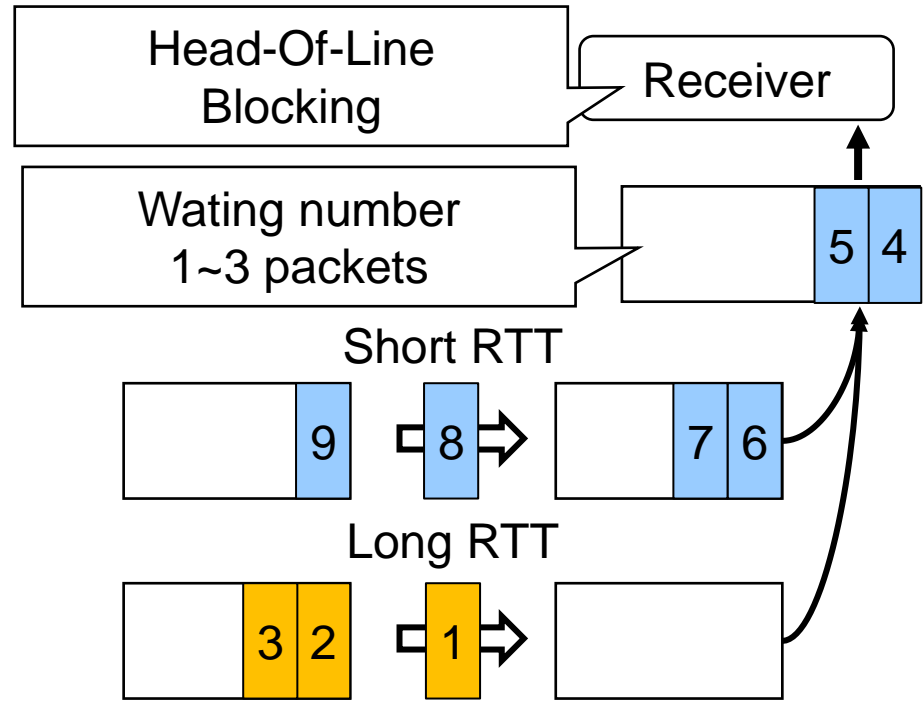 Head-Of-Line
Blocking
Receiver
Wating number
1~3 packets
5 4
Short RTT
9 8 7 6
Long RTT
3 2 1